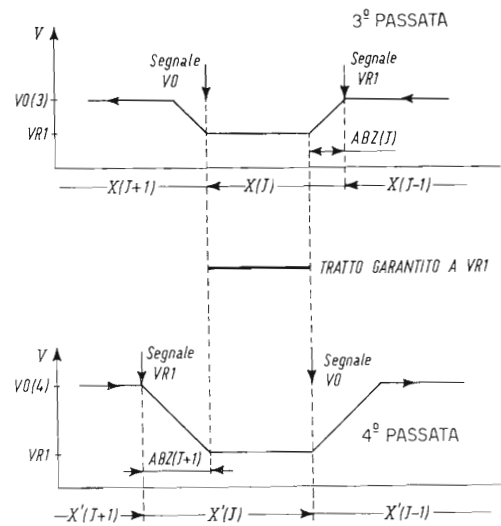 3º PASSATA
V
Segnale
V0
Segnale
VR1
V0(3)
VR1
ABZ(J)
X(J+1)
X(J)
X(J-1)
TRATTO GARANTITO A VR1
V
Segnale
VR1
Segnale
V0
V0(4)
VR1
ABZ(J+1)
4º PASSATA
X'(J+1)
X'(J)
X'(J-1)